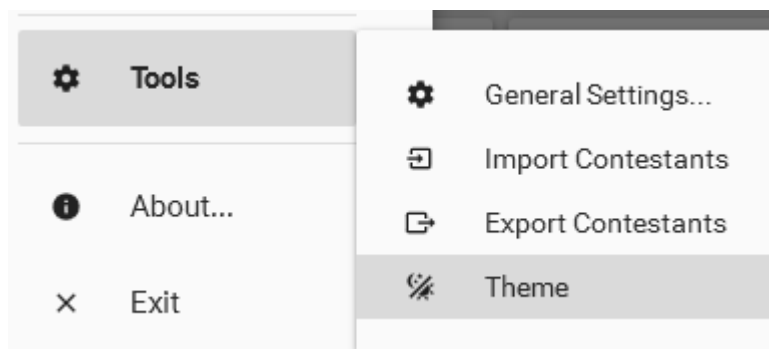 Tools
About...
Exit
General Settings...
Import Contestants
Export Contestants
Theme